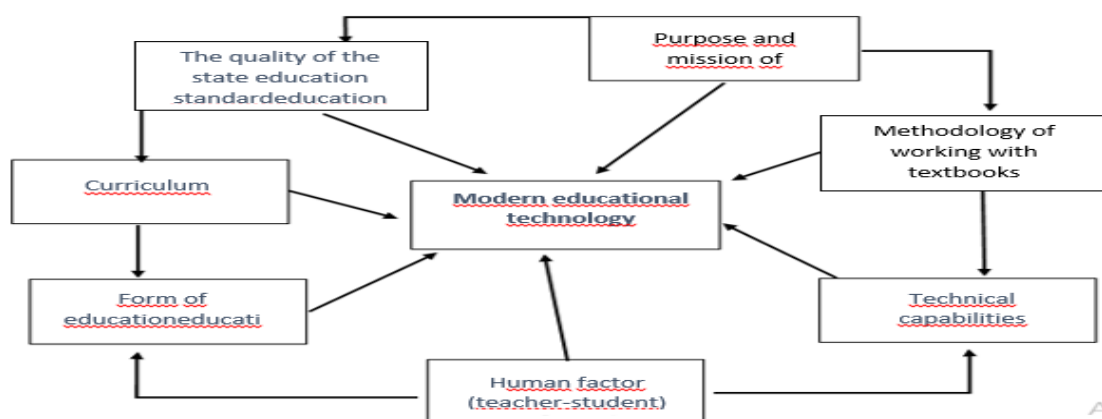 Purpose and
mission of
The quality of the
state education
standardeducation
Methodology of
working with
textbooks
Curriculum
Modern educational
technology
Form of
educationeducati
Technical
capabilities
Human factor
(teacher-student)
A